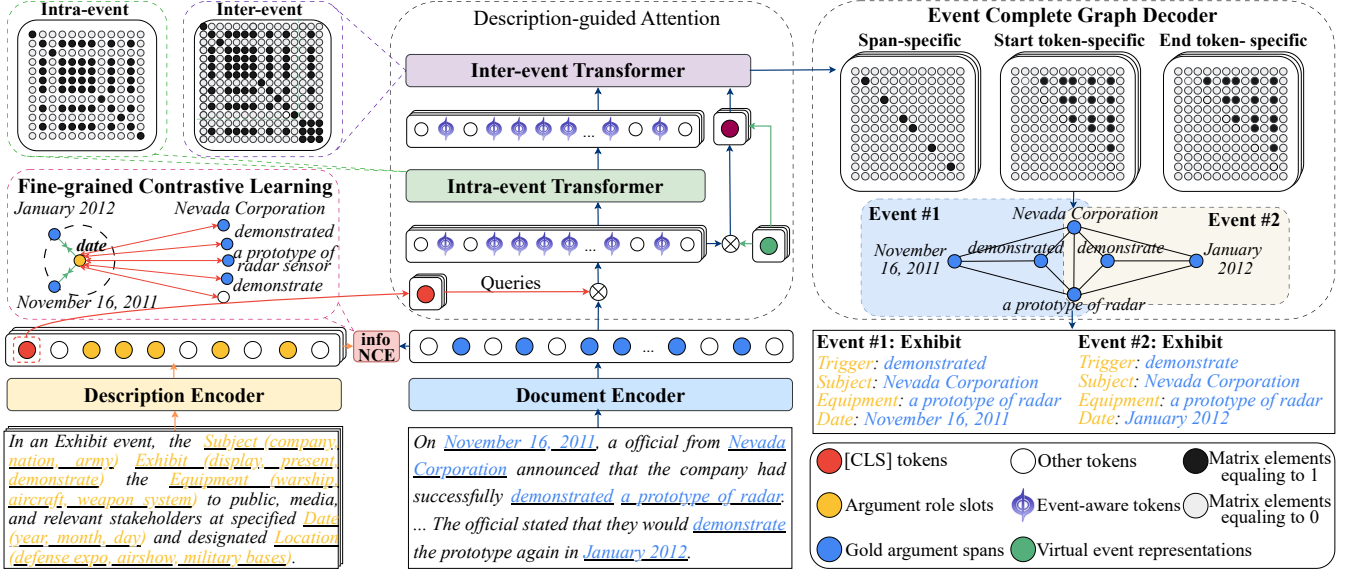 Intra-event
Inter-event
Description-guided Attention
Inter-event Transformer
...
Intra-event Transformer
...
Queries
Fine-grained Contrastive Learning
January 2012
Nevada Corporation
date
demonstrated
a prototype of
radar sensor
demonstrate
November 16, 2011
info
NCE
...
Description Encoder
Document Encoder
In an Exhibit event, the Subject (company,
nation, army) Exhibit (display, present,
demonstrate) the Equipment (warship,
aircraft, weapon system) to public, media,
and relevant stakeholders at specified Date
(year, month, day) and designated Location
(defense expo, airshow, military bases).
On November 16, 2011, a official from Nevada
Corporation announced that the company had
successfully demonstrated a prototype of radar.
... The official stated that they would demonstrate
the prototype again in January 2012.
Event Complete Graph Decoder
Span-specific
Start token-specific
End token- specific
Event #1
Nevada Corporation
Event #2
November
16, 2011
demonstrated
demonstrate
January
2012
a prototype of radar
Event #1: Exhibit
Trigger: demonstrated
Subject: Nevada Corporation
Equipment: a prototype of radar
Date: November 16, 2011
Event #2: Exhibit
Trigger: demonstrate
Subject: Nevada Corporation
Equipment: a prototype of radar
Date: January 2012
[CLS] tokens
Other tokens
Matrix elements
equaling to 1
Argument role slots
Event-aware tokens
Matrix elements
equaling to 0
Gold argument spans
Virtual event representations